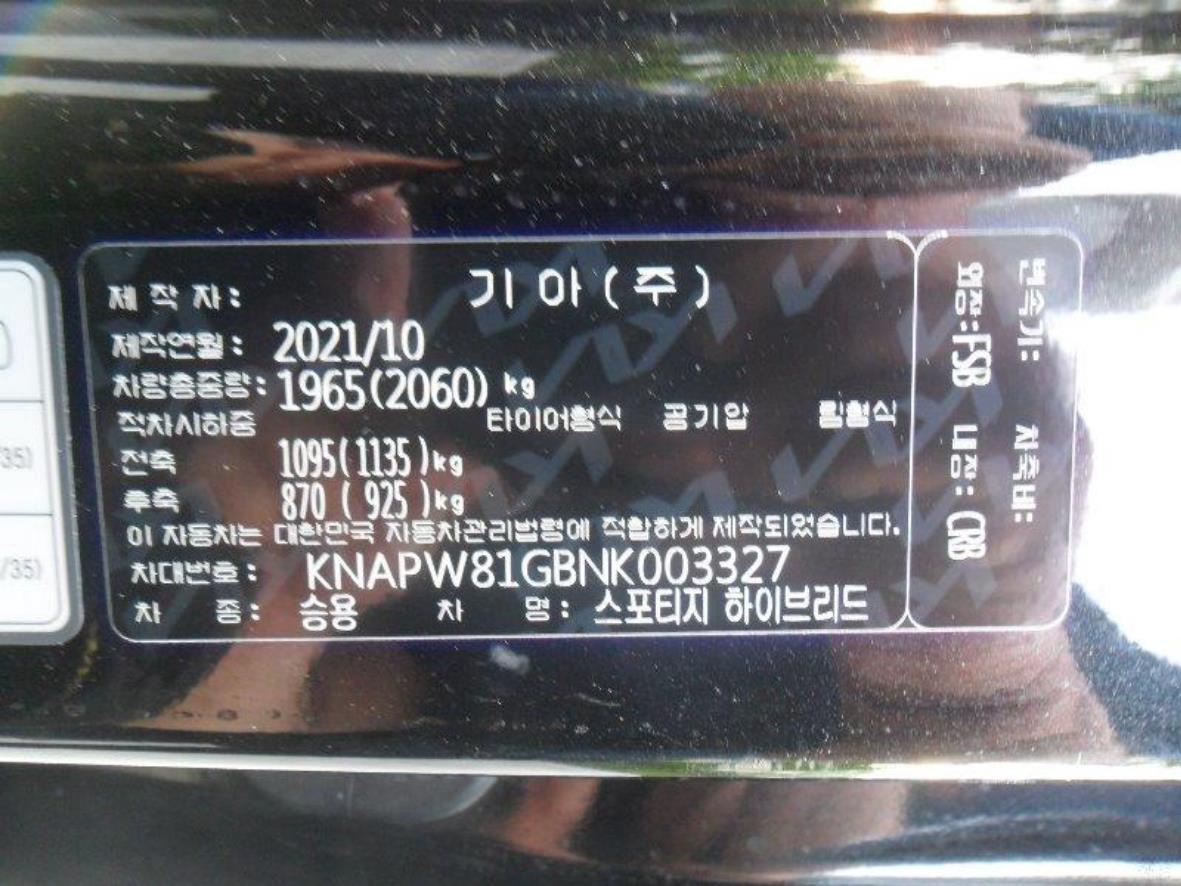 제 작 자 : 기 아 ( 주 )
제작연월 : 2021/10
차량총중량 : 1965(2060) kg
적차시하중 타이어형식 공기압 림형식
전축 1095(1135)kg
후축 870 ( 925)kg
이 자동차는 대한민국 자동차관리법령에 적합하게 제작되었습니다.
차대번호 : KNAPW81GBNK003327
차 종 : 승용 차 명 : 스포티지 하이브리드
변속기: 차축비:
외장:FSB 내장:CRB
35)
/35)